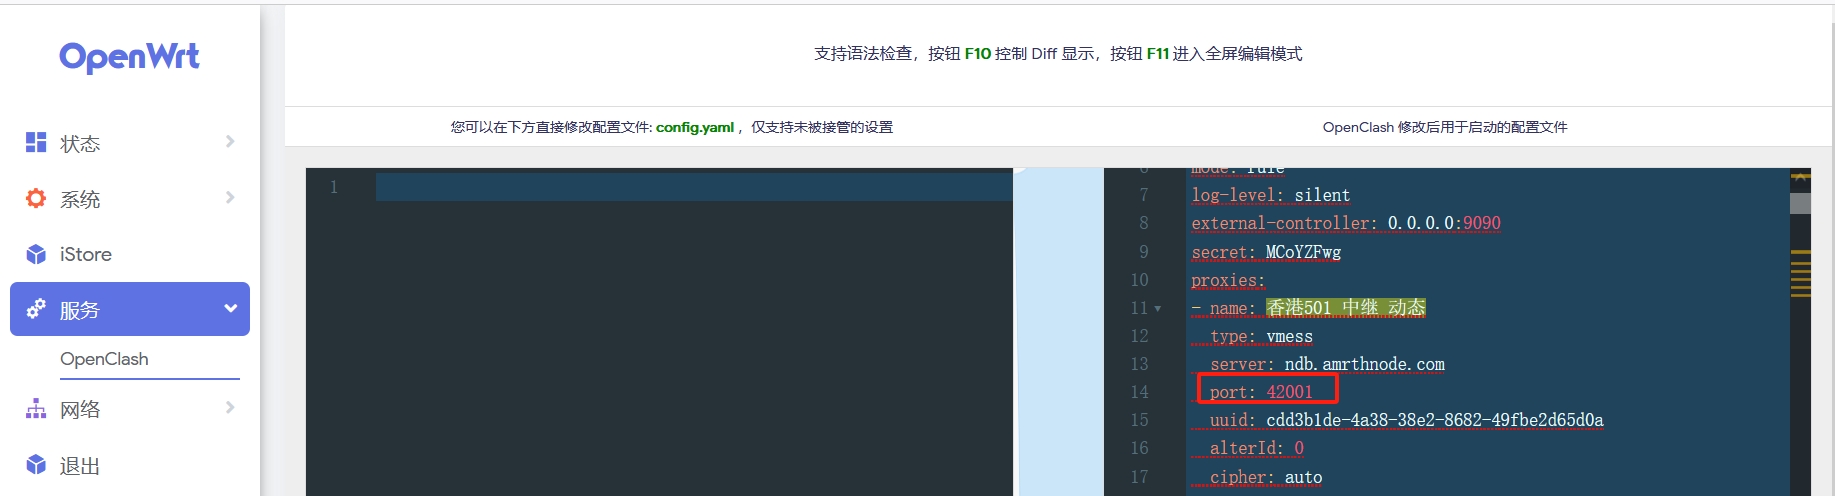 OpenWrt
状态
系统
iStore
服务
OpenClash
网络
退出
支持语法检查，按钮 F10 控制 Diff 显示，按钮 F11 进入全屏编辑模式
您可以在下方直接修改配置文件: config.yaml ，仅支持未被接管的设置
OpenClash 修改后用于启动的配置文件
1
6 mode: rule
7 log-level: silent
8 external-controller: 0.0.0.0:9090
9 secret: MCoYZFwg
10 proxies:
11 - name: 香港501 中继 动态
12 type: vmess
13 server: ndb.amrthnode.com
14 port: 42001
15 uuid: cdd3b1de-4a38-38e2-8682-49fbe2d65d0a
16 alterId: 0
17 cipher: auto